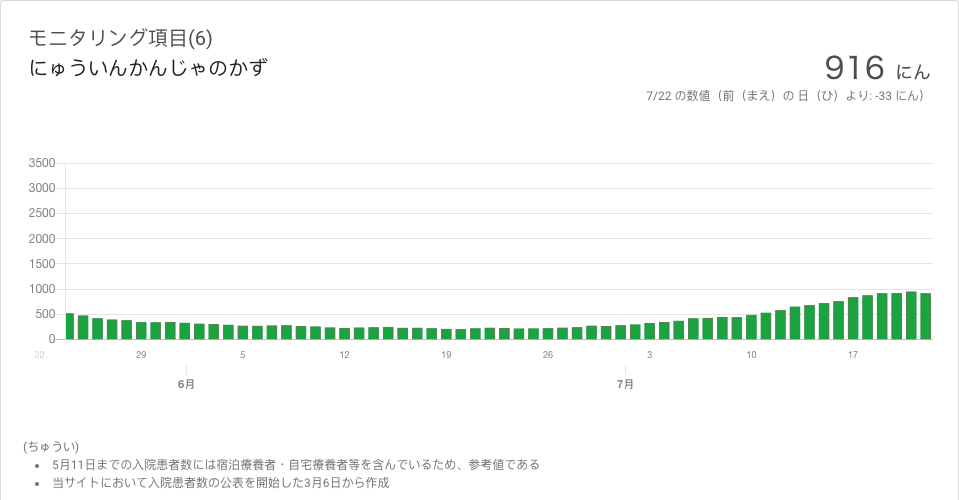 モニタリング項目(6)
にゅういんかんじゃのかず
916 にん
7/22 の数値（前（まえ）の 日（ひ）より: -33 にん）
3500
3000
2500
2000
1500
1000
500
0
22 29 5 12 19 26 3 10 17
6月 7月
(ちゅうい)
• 5月11日までの入院患者数には宿泊療養者・自宅療養者等を含んでいるため、参考値である
• 当サイトにおいて入院患者数の公表を開始した3月6日から作成